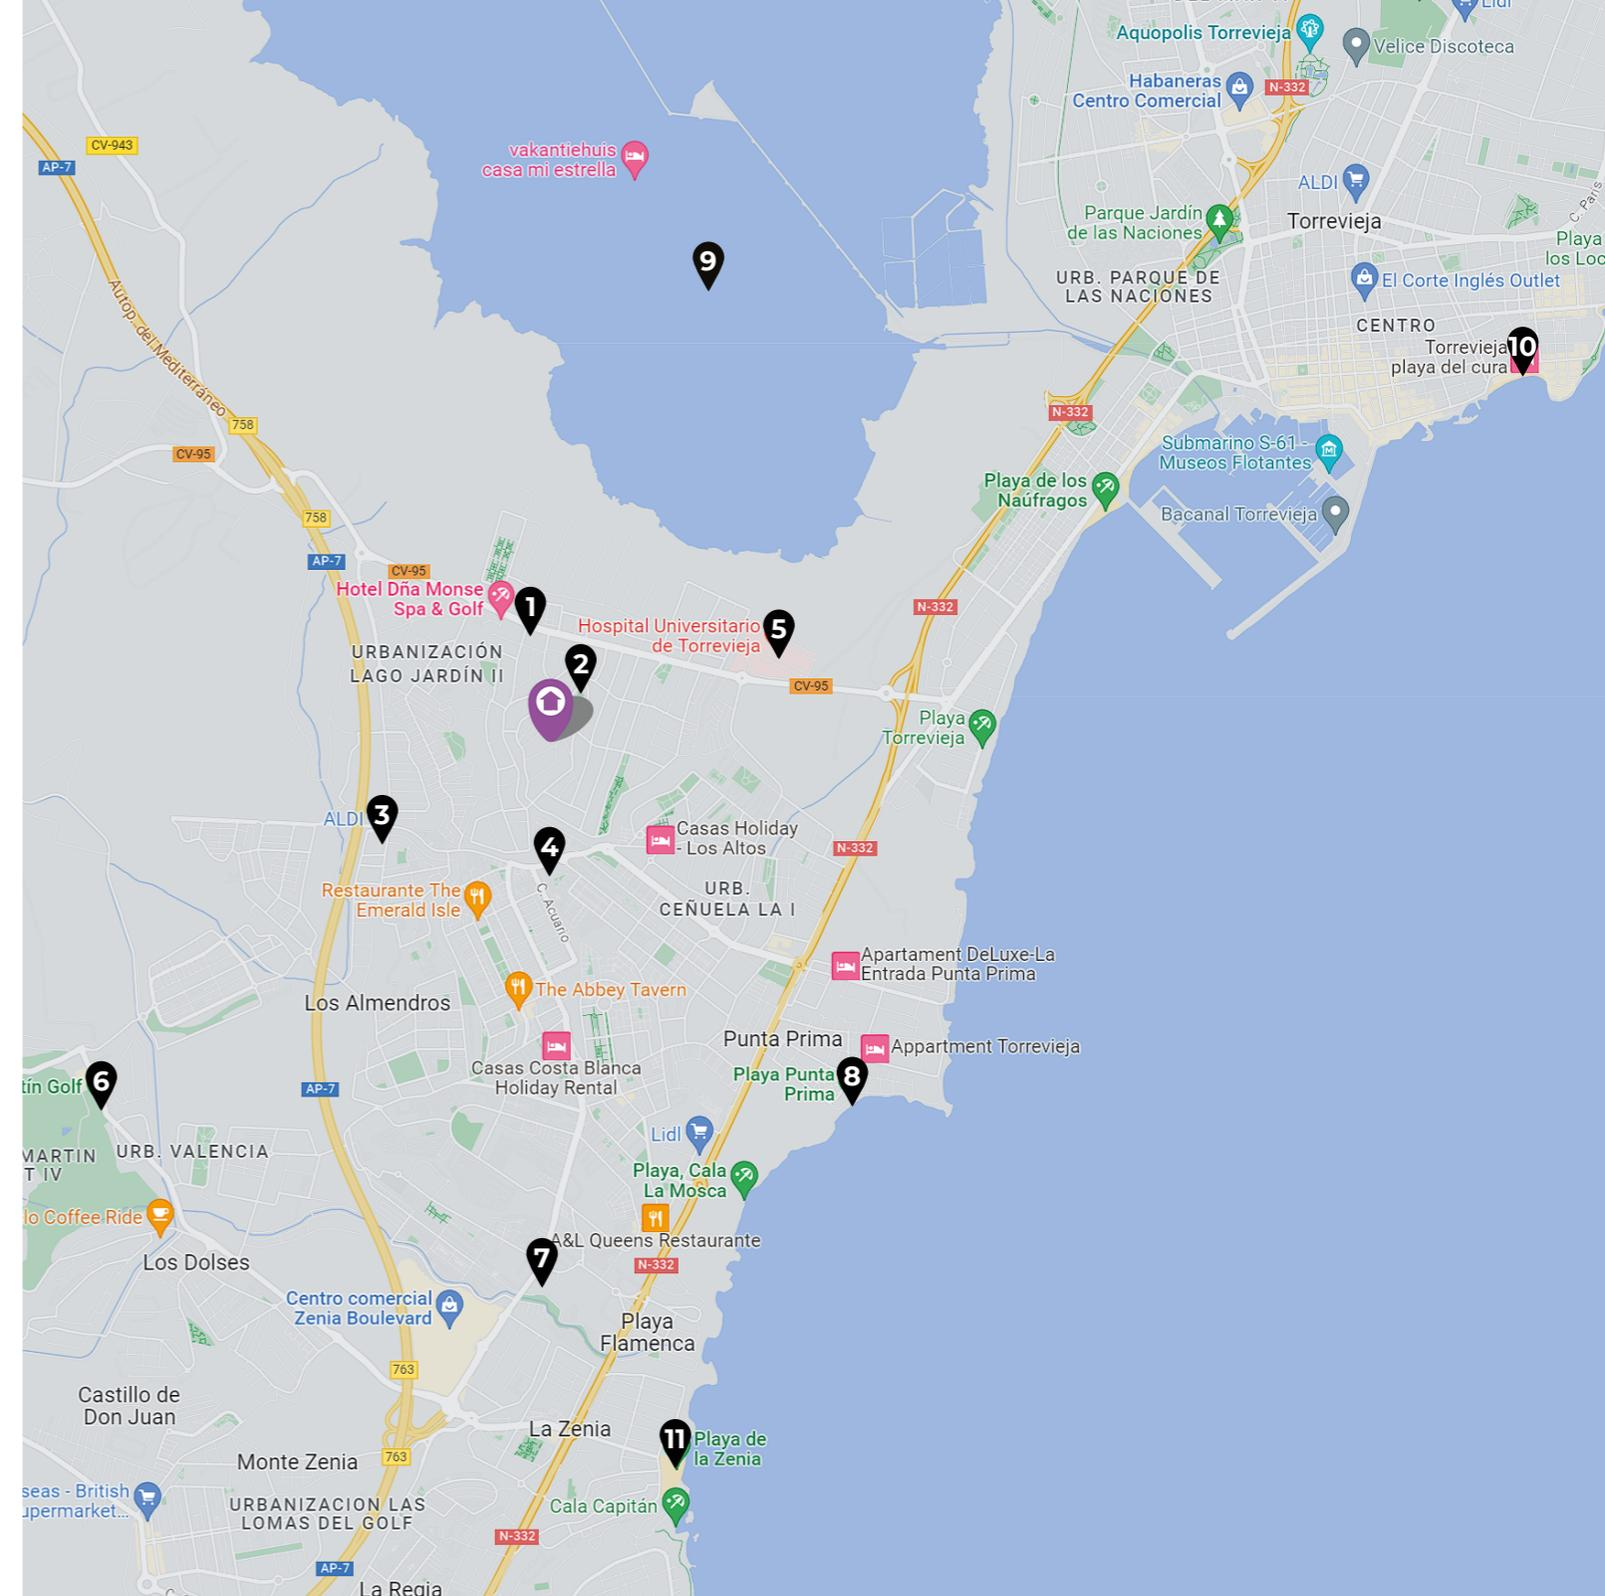 Lidl
Aquopolis Torrevieja
Velice Discoteca
Habaneras
Centro Comercial
N-332
CV-943
AP-7
vakantiehuis
casa mi estrella
ALDI
C. París
Parque Jardín
de las Naciones
Torrevieja
Playa
los Loc
9
URB. PARQUE DE
LAS NACIONES
El Corte Inglés Outlet
Autop. del Mediterráneo
CENTRO
Torrevieja
playa del cura
10
N-332
758
CV-95
Submarino S-61 -
Museos Flotantes
Playa de los
Naúfragos
Bacanal Torrevieja
758
AP-7
CV-95
Hotel Dña Monse
Spa & Golf
1
N-332
Hospital Universitario
de Torrevieja
5
URBANIZACIÓN
LAGO JARDÍN II
2
CV-95
Playa
Torrevieja
ALDI
3
4
Casas Holiday
- Los Altos
N-332
Restaurante The
Emerald Isle
C. Acuario
URB.
CEÑUELA LA I
Apartament DeLuxe-La
Entrada Punta Prima
The Abbey Tavern
Los Almendros
Punta Prima
Appartment Torrevieja
Casas Costa Blanca
Holiday Rental
Playa Punta
Prima
8
tín Golf
6
AP-7
MARTIN
T IV
URB. VALENCIA
Lidl
Playa, Cala
La Mosca
lo Coffee Ride
A&L Queens Restaurante
Los Dolses
7
N-332
Centro comercial
Zenia Boulevard
Playa
Flamenca
763
Castillo de
Don Juan
La Zenia
11
Playa de
la Zenia
763
Monte Zenia
seas - British
upermarket...
URBANIZACION LAS
LOMAS DEL GOLF
Cala Capitán
N-332
AP-7
La Regia